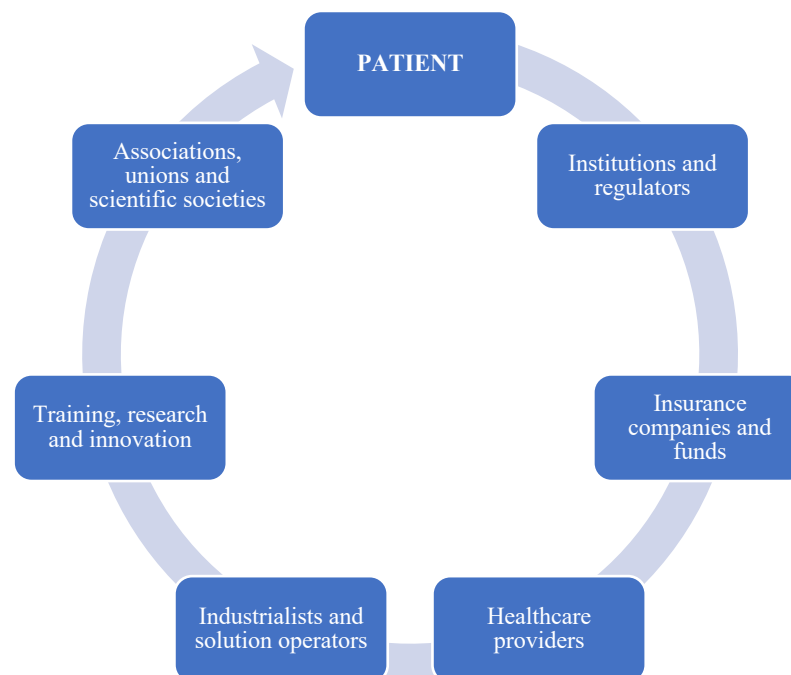 PATIENT
Institutions and
regulators
Insurance
companies and
funds
Healthcare
providers
Industrialists and
solution operators
Training, research
and innovation
Associations,
unions and
scientific societies